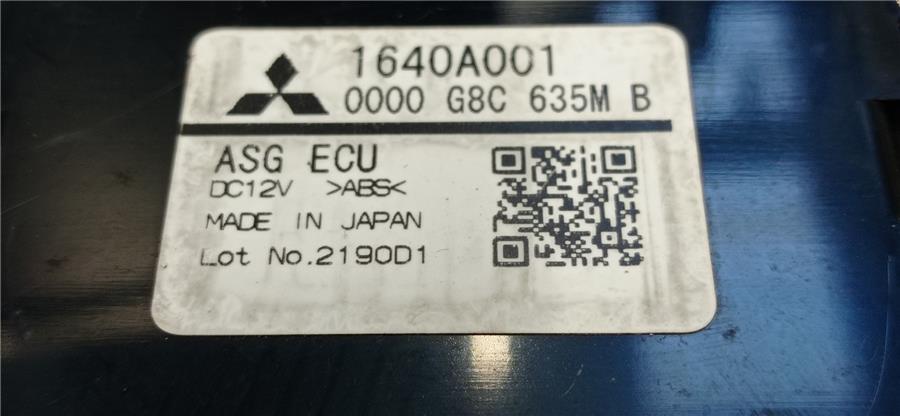 1640A001
0000 G8C 635M B
ASG ECU
DC12V >ABS<
MADE IN JAPAN
Lot No.2190D1